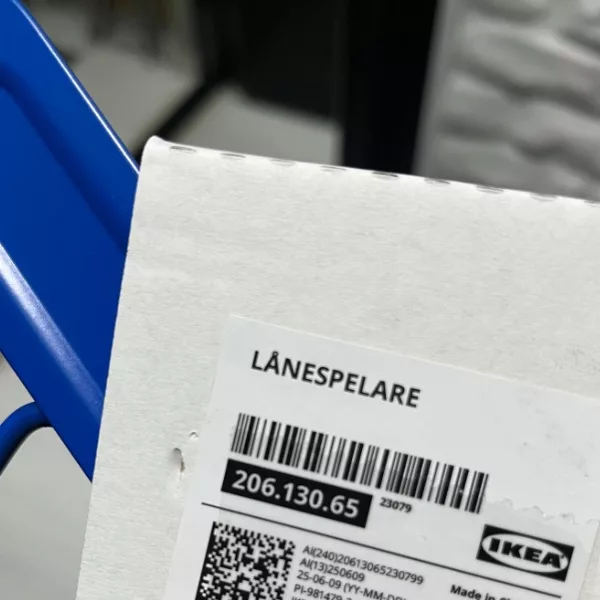 LÅNESPELARE
206.130.65
23079
IKEA
AI(240)20613065230799
AI(13)250609
25-06-09 (YY-MM-DD)
Made in